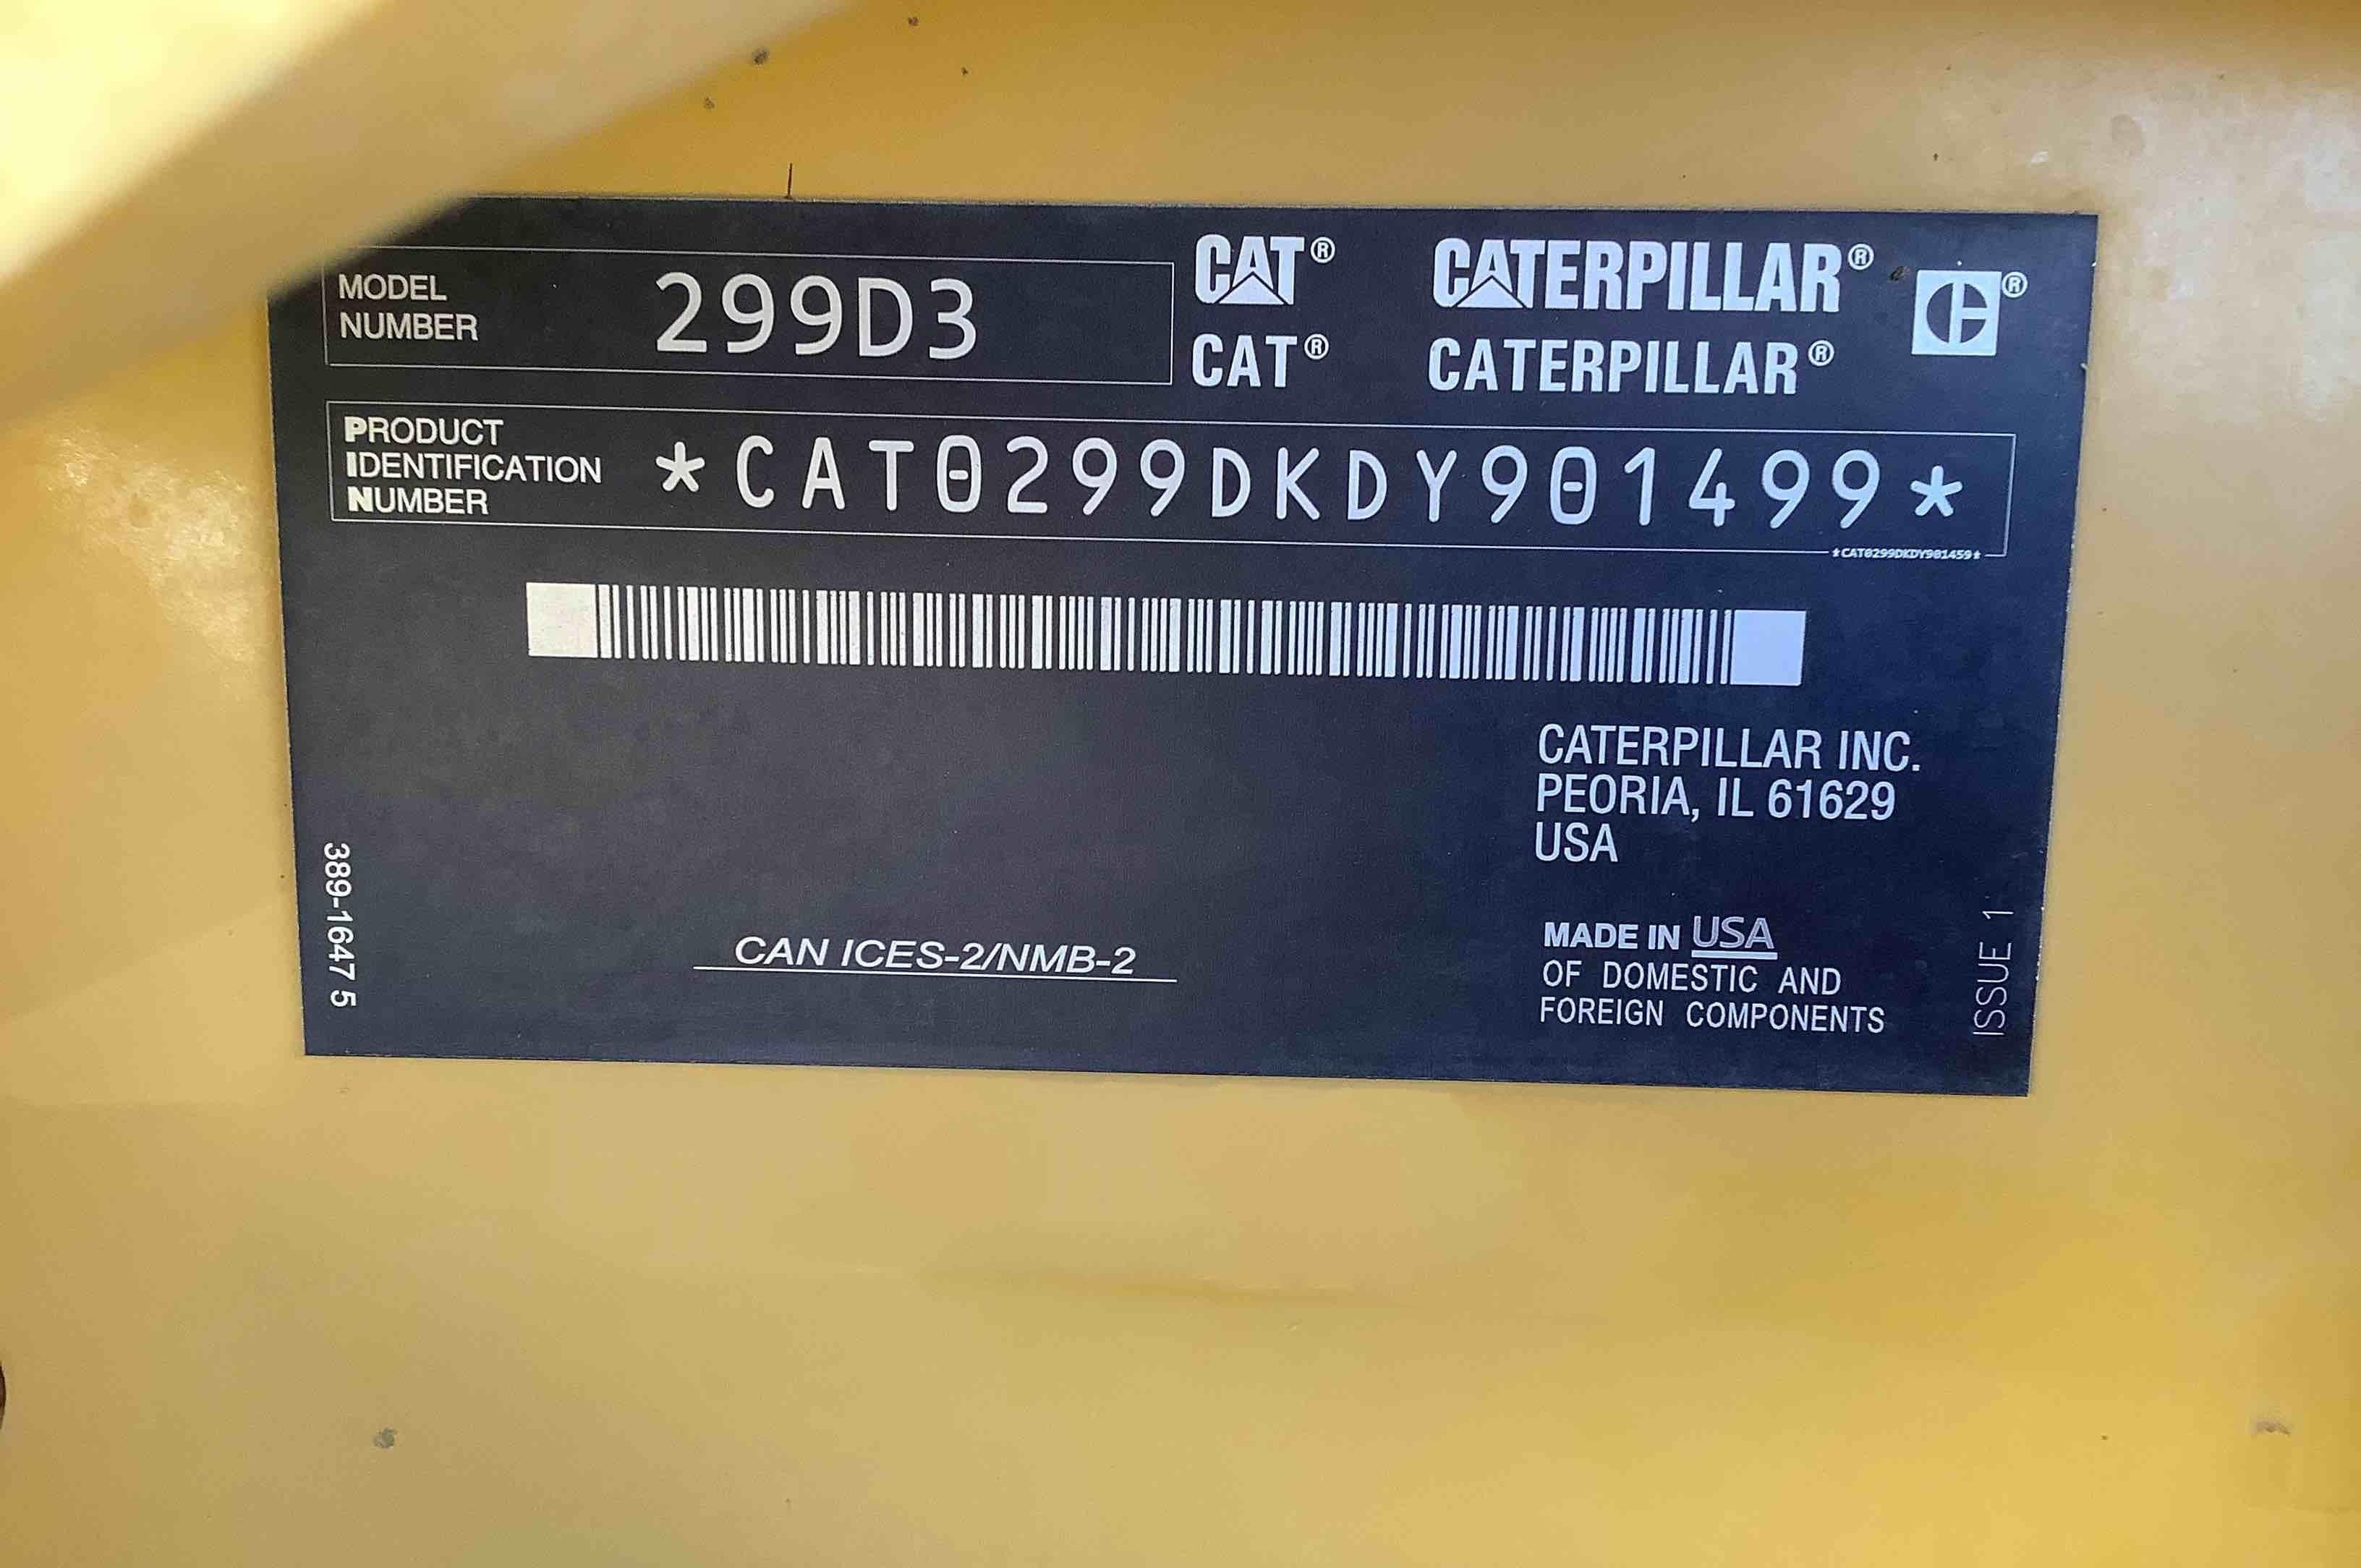 MODEL
NUMBER
299D3
CAT® CATERPILLAR® ®
CAT® CATERPILLAR®
PRODUCT
IDENTIFICATION
NUMBER
*CAT0299DKDY901499*
*CAT0299DKDY901459*
CATERPILLAR INC.
PEORIA, IL 61629
USA
389-1647 5
CAN ICES-2/NMB-2
MADE IN USA
OF DOMESTIC AND
FOREIGN COMPONENTS
ISSUE 1